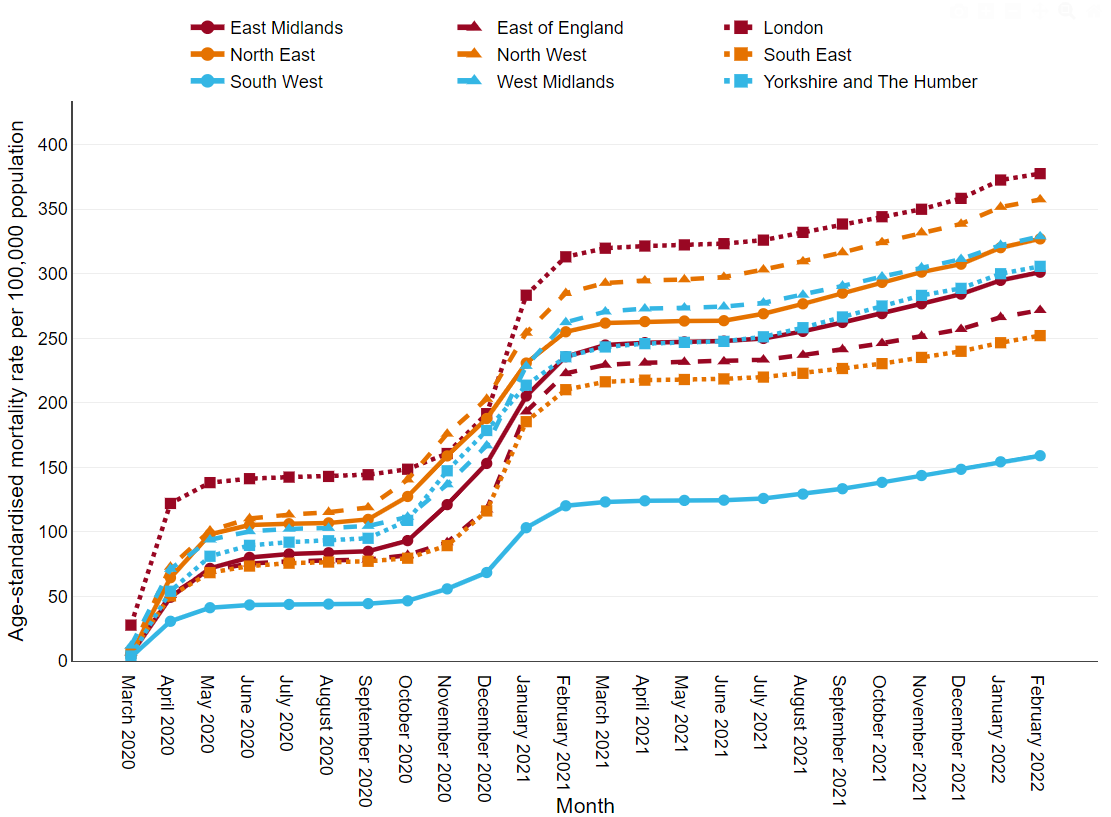 East Midlands East of England London
North East North West South East
South West West Midlands Yorkshire and The Humber
Age-standardised mortality rate per 100,000 population
400
350
300
250
200
150
100
50
0
March 2020
April 2020
May 2020
June 2020
July 2020
August 2020
September 2020
October 2020
November 2020
December 2020
January 2021
February 2021
March 2021
April 2021
May 2021
June 2021
July 2021
August 2021
September 2021
October 2021
November 2021
December 2021
January 2022
February 2022
Month